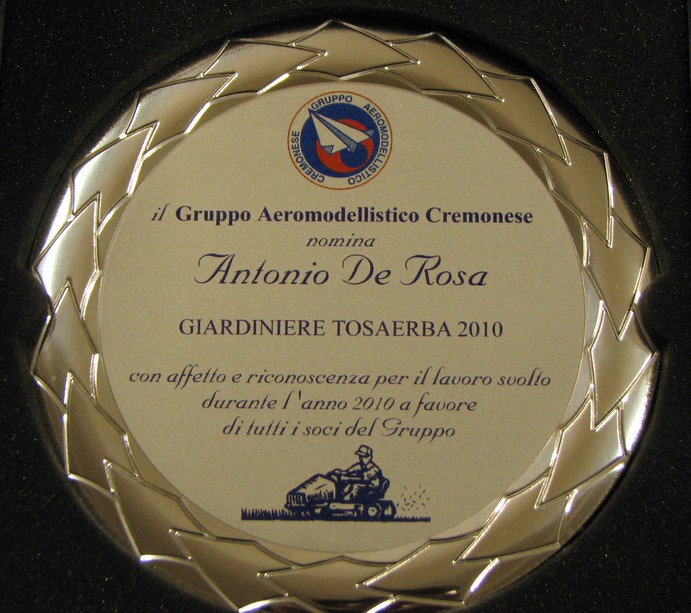 GRUPPO AEROMODELLISTICO CREMONESE
il Gruppo Aeromodellistico Cremonese
nomina
Antonio De Rosa
GIARDINIERE TOSAERBA 2010
con affetto e riconoscenza per il lavoro svolto
durante l'anno 2010 a favore
di tutti i soci del Gruppo